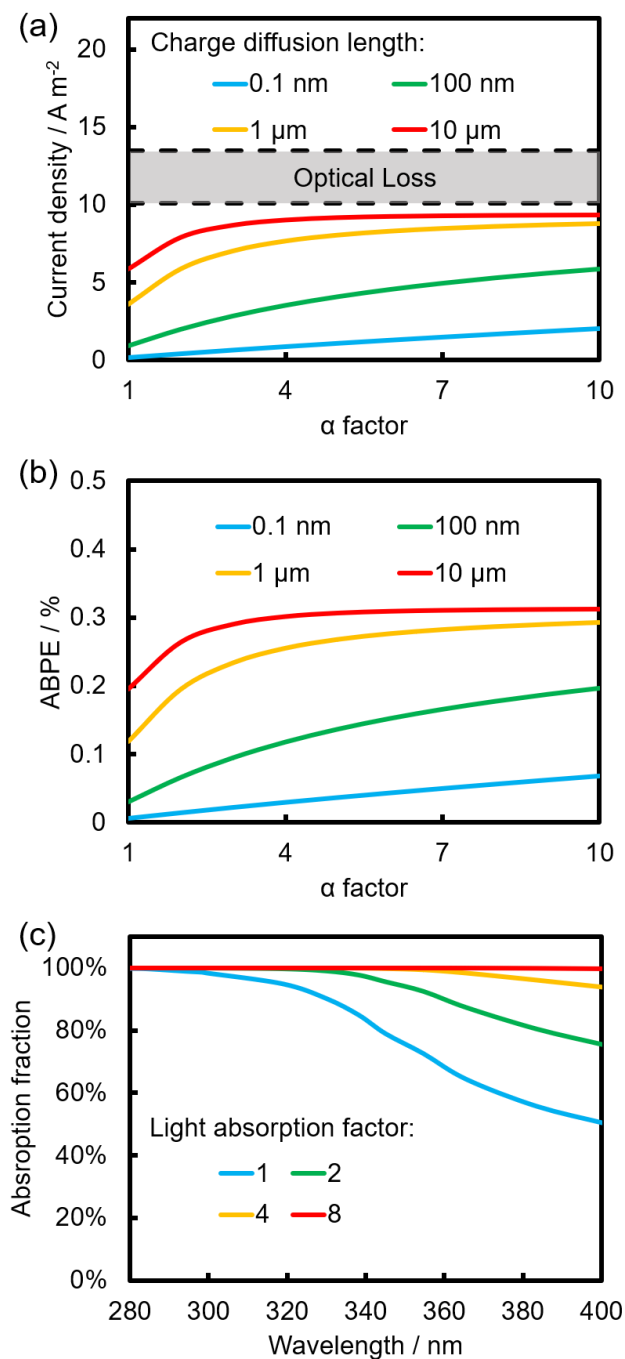 (a)
Charge diffusion length:
0.1 nm 100 nm
1 μm 10 μm
Optical Loss
Current density / A m-2
20
15
10
5
0
1 4 7 10
α factor
(b)
0.1 nm 100 nm
1 μm 10 μm
ABPE / %
0.5
0.4
0.3
0.2
0.1
0
1 4 7 10
α factor
(c)
Absroption fraction
100%
80%
60%
40%
20%
0%
Light absorption factor:
1 2
4 8
280 300 320 340 360 380 400
Wavelength / nm